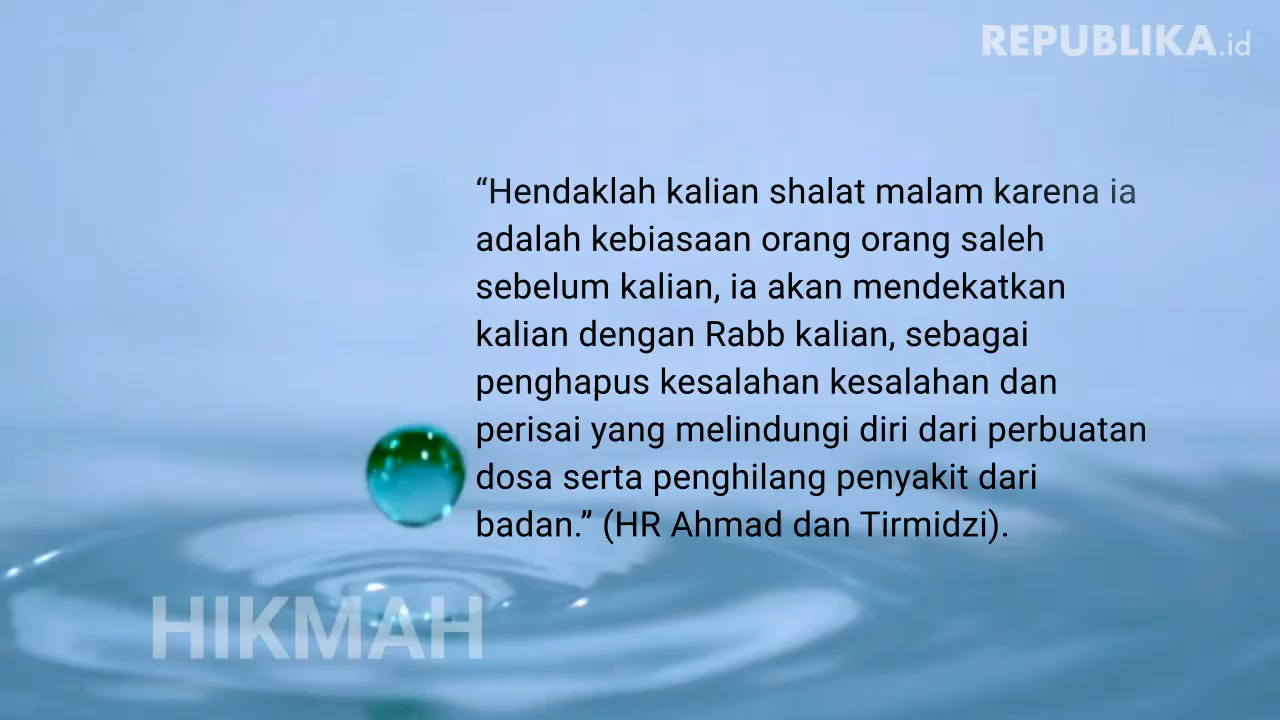 REPUBLIKA.id
“Hendaklah kalian shalat malam karena ia
adalah kebiasaan orang orang saleh
sebelum kalian, ia akan mendekatkan
kalian dengan Rabb kalian, sebagai
penghapus kesalahan kesalahan dan
perisai yang melindungi diri dari perbuatan
dosa serta penghilang penyakit dari
badan.” (HR Ahmad dan Tirmidzi).
HIKMAH